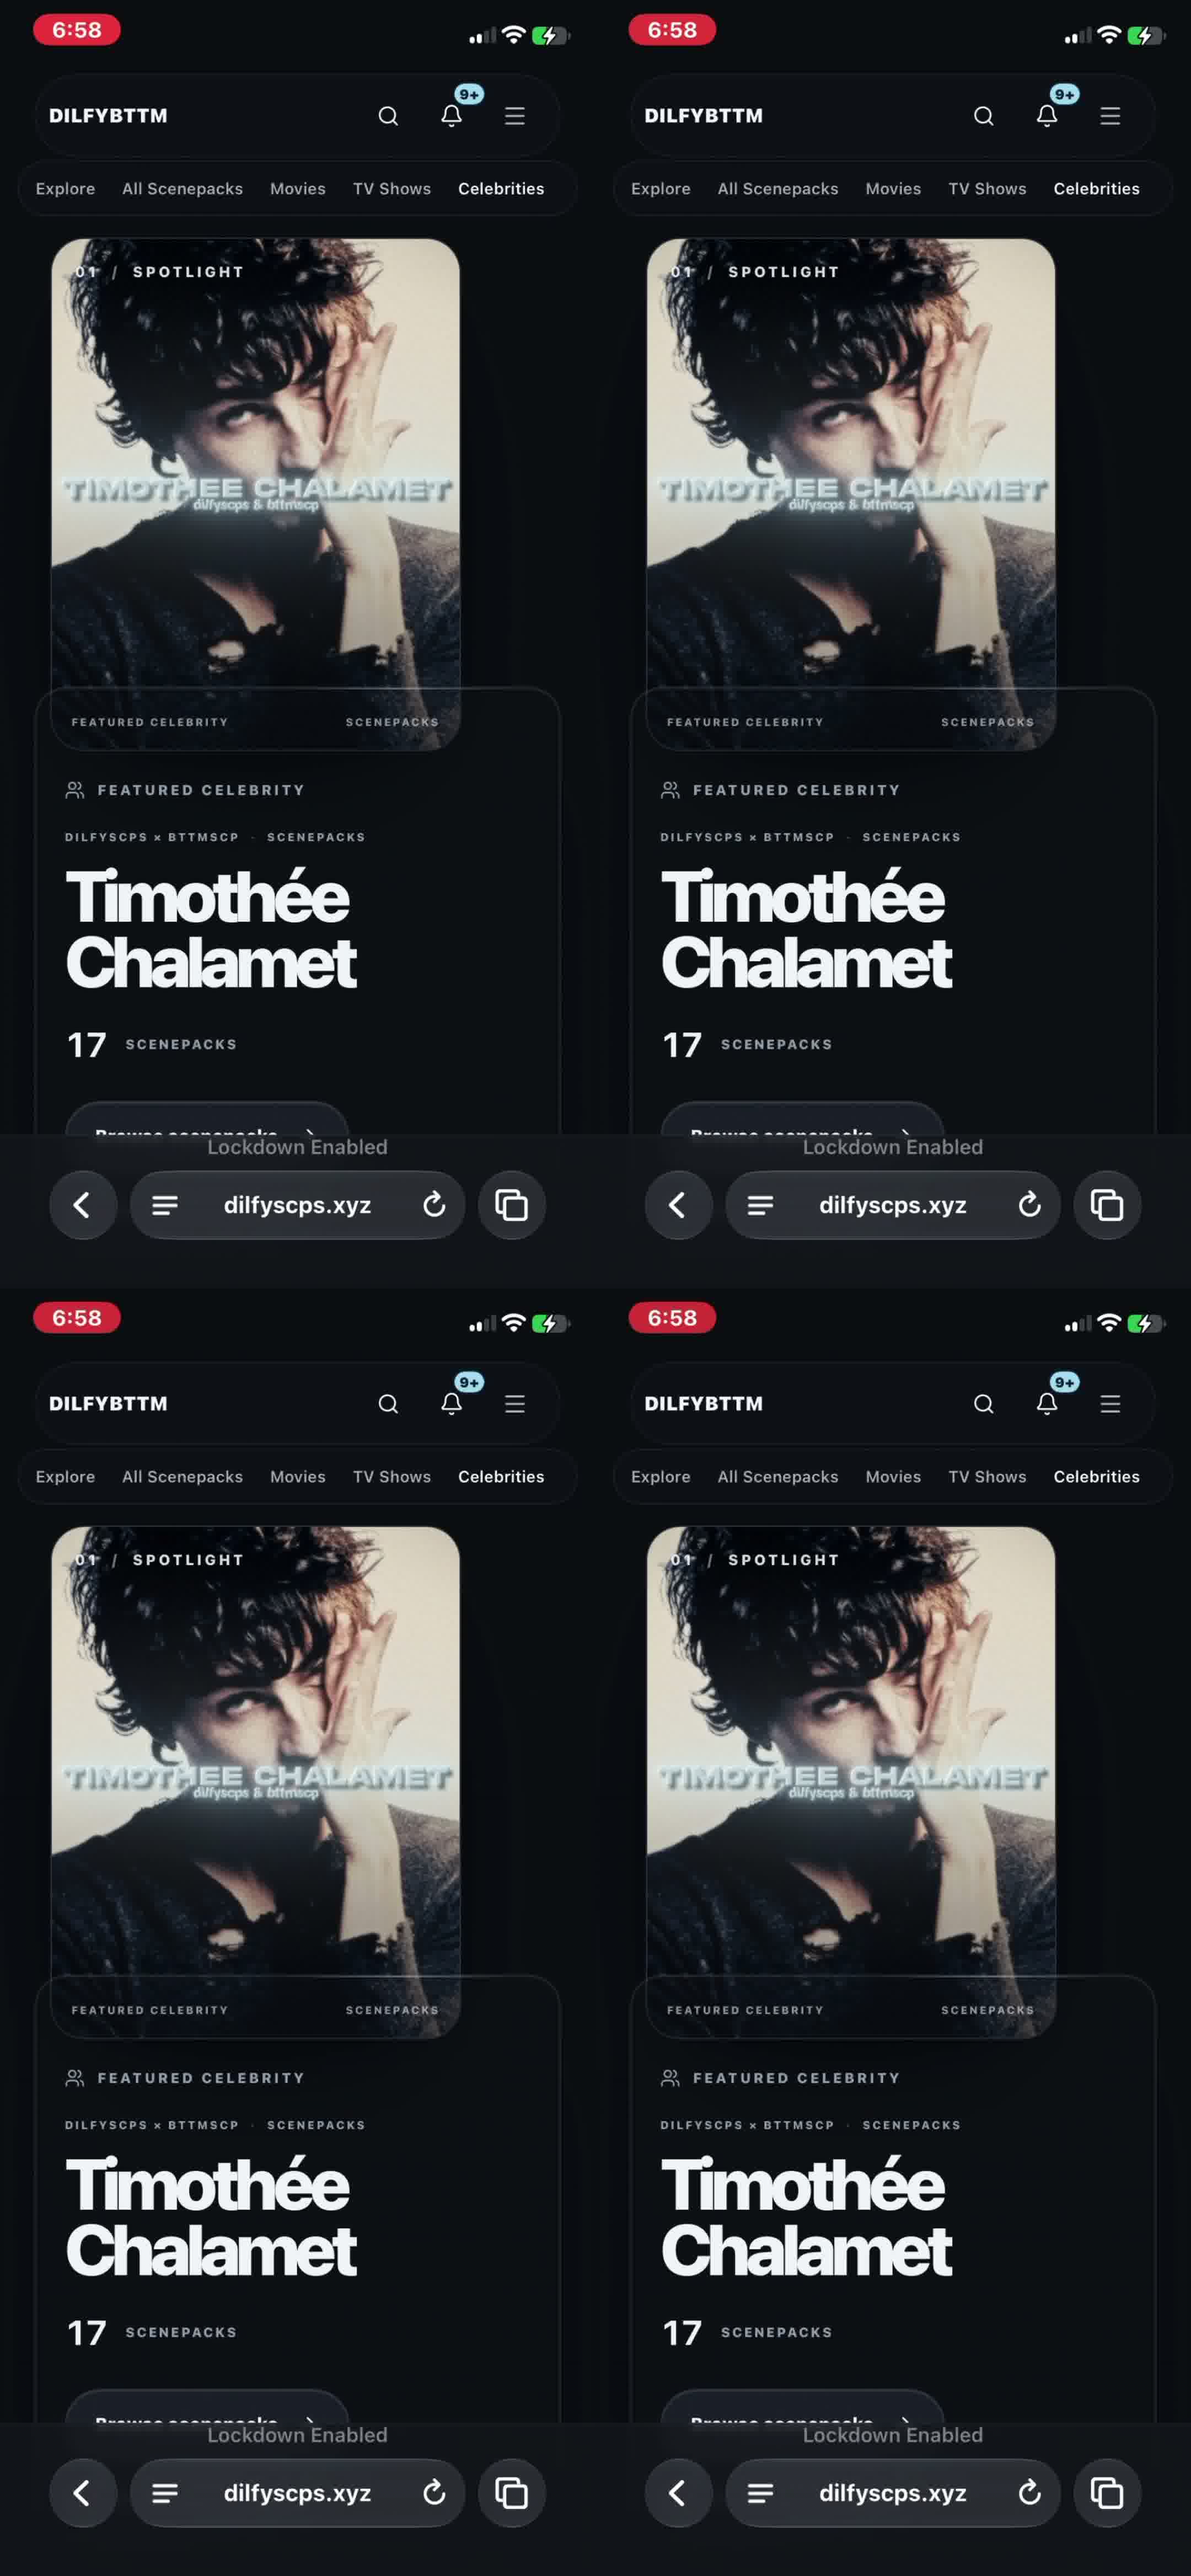 6:58 6:58
DILFYBTTM 9+ DILFYBTTM 9+
Explore All Scenepacks Movies TV Shows Celebrities Explore All Scenepacks Movies TV Shows Celebrities
01 / SPOTLIGHT 01 / SPOTLIGHT
TIMOTHEE CHALAMET TIMOTHEE CHALAMET
dilfyscps & bttmscp dilfyscps & bttmscp
FEATURED CELEBRITY SCENEPACKS FEATURED CELEBRITY SCENEPACKS
FEATURED CELEBRITY FEATURED CELEBRITY
DILFYSCPS × BTTMSCP · SCENEPACKS DILFYSCPS × BTTMSCP · SCENEPACKS
Timothée Timothée
Chalamet Chalamet
17 SCENEPACKS 17 SCENEPACKS
Lockdown Enabled Lockdown Enabled
dilfyscps.xyz dilfyscps.xyz
6:58 6:58
DILFYBTTM 9+ DILFYBTTM 9+
Explore All Scenepacks Movies TV Shows Celebrities Explore All Scenepacks Movies TV Shows Celebrities
01 / SPOTLIGHT 01 / SPOTLIGHT
TIMOTHEE CHALAMET TIMOTHEE CHALAMET
dilfyscps & bttmscp dilfyscps & bttmscp
FEATURED CELEBRITY SCENEPACKS FEATURED CELEBRITY SCENEPACKS
FEATURED CELEBRITY FEATURED CELEBRITY
DILFYSCPS × BTTMSCP · SCENEPACKS DILFYSCPS × BTTMSCP · SCENEPACKS
Timothée Timothée
Chalamet Chalamet
17 SCENEPACKS 17 SCENEPACKS
Lockdown Enabled Lockdown Enabled
dilfyscps.xyz dilfyscps.xyz